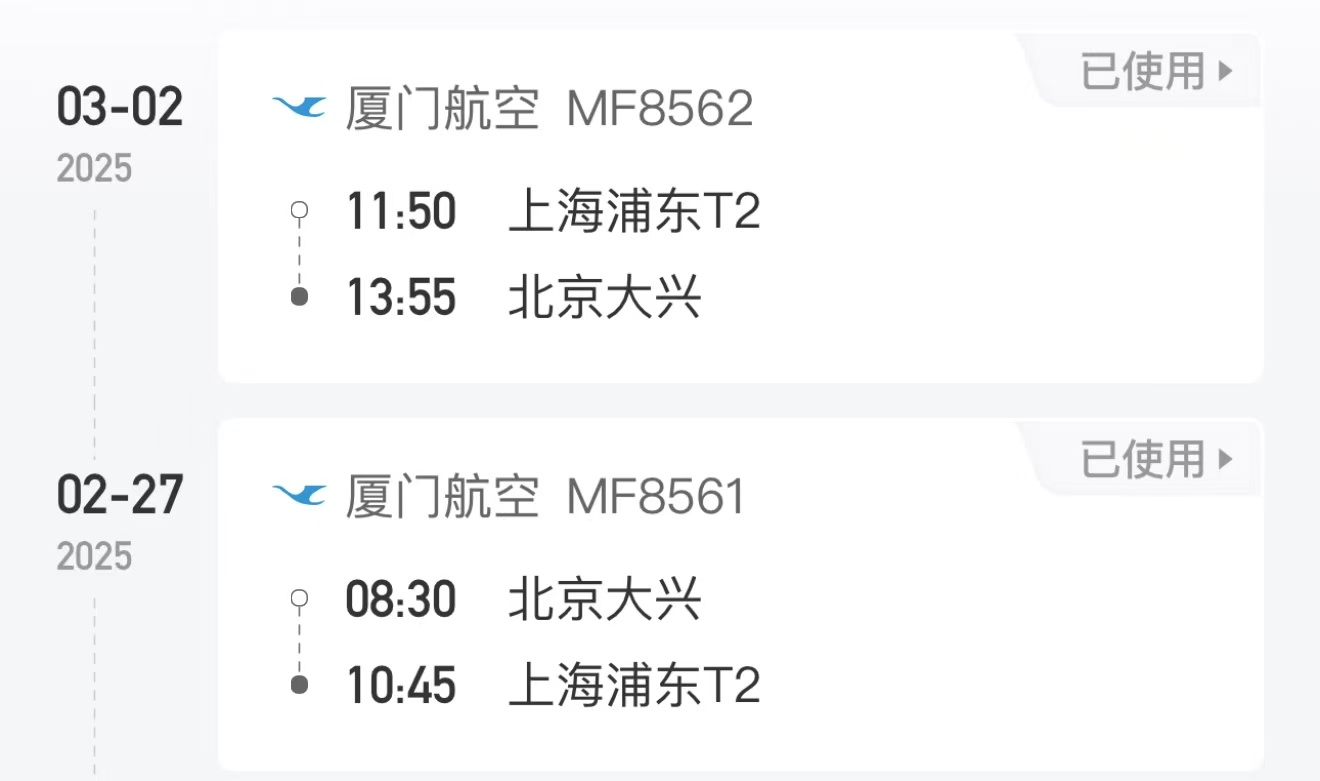 已使用
03-02
厦门航空 MF8562
2025
11:50 上海浦东T2
13:55 北京大兴
已使用
02-27
厦门航空 MF8561
2025
08:30 北京大兴
10:45 上海浦东T2